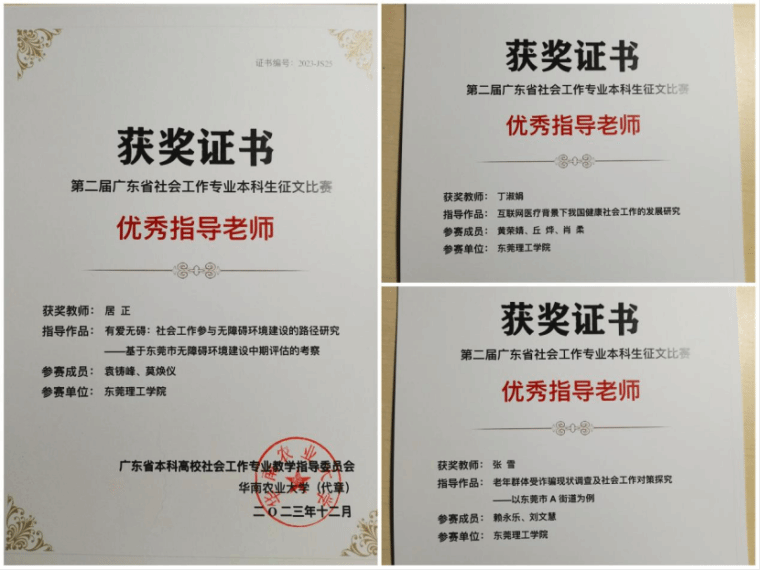 证书编号：2023-JS25
获奖证书
第二届广东省社会工作专业本科生征文比赛
优秀指导老师
获奖教师：居 正
指导作品：有爱无碍：社会工作参与无障碍环境建设的路径研究
——基于东莞市无障碍环境建设中期评估的考察
参赛成员：袁铸峰、莫焕仪
参赛单位：东莞理工学院
广东省本科高校社会工作专业教学指导委员会
华南农业大学（代章）
二〇二三年十二月
华南农业大学
获奖证书
第二届广东省社会工作专业本科生征文比赛
优秀指导老师
获奖教师：丁淑娟
指导作品：互联网医疗背景下我国健康社会工作的发展研究
参赛成员：黄荣婧、丘 烨、肖 柔
参赛单位：东莞理工学院
获奖证书
第二届广东省社会工作专业本科生征文比赛
优秀指导老师
获奖教师：张 雪
指导作品：老年群体受诈骗现状调查及社会工作对策探究
——以东莞市 A 街道为例
参赛成员：赖永乐、刘文慧
参赛单位：东莞理工学院